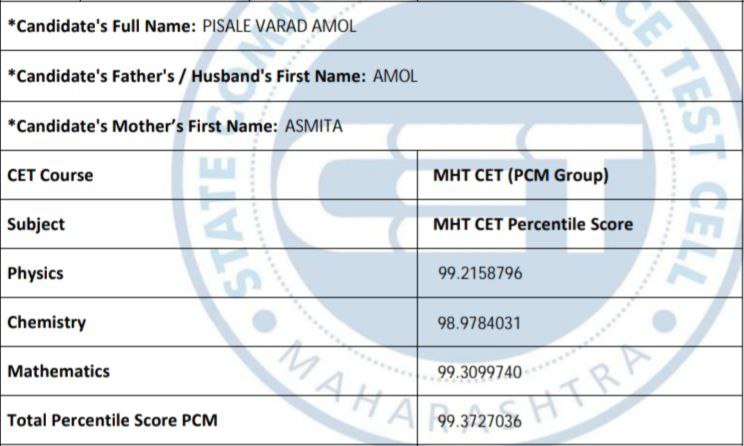 *Candidate's Full Name: PISALE VARAD AMOL
*Candidate's Father's / Husband's First Name: AMOL
*Candidate's Mother’s First Name: ASMITA
CET Course MHT CET (PCM Group)
Subject MHT CET Percentile Score
Physics 99.2158796
Chemistry 98.9784031
Mathematics 99.3099740
Total Percentile Score PCM 99.3727036
STATE COMM CE TEST CELL
MAHARASHTRA